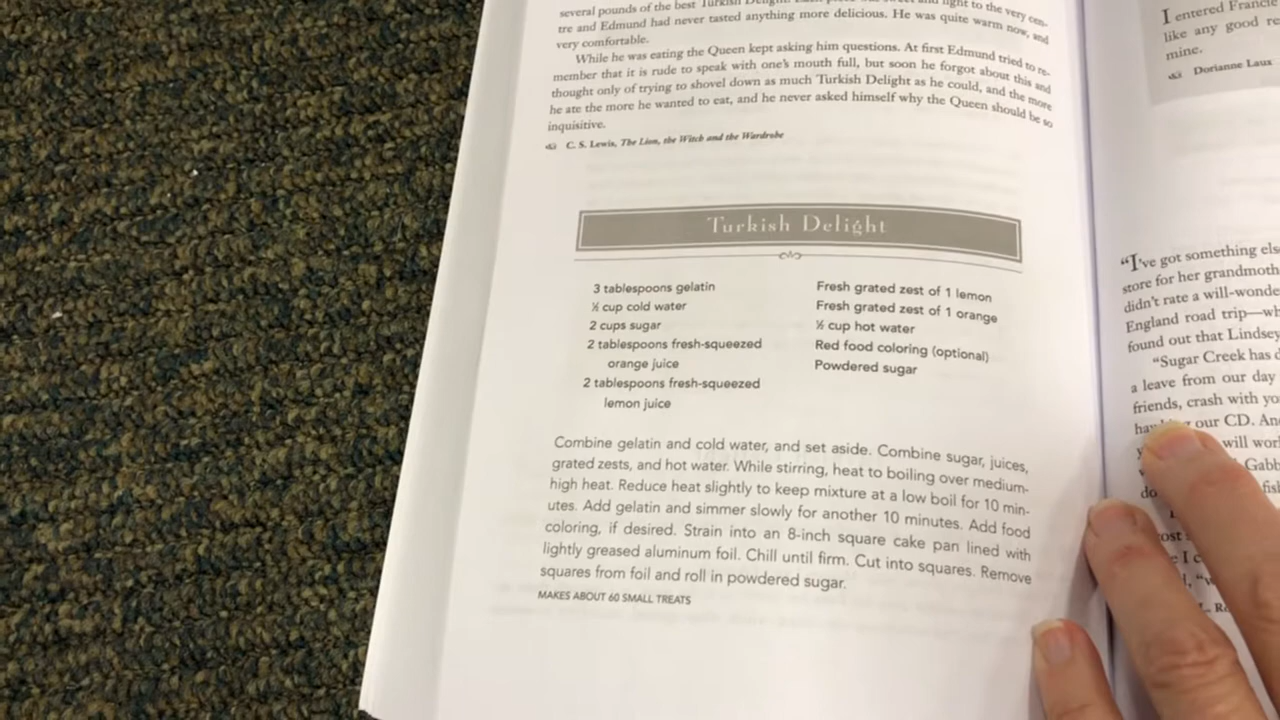 several pounds of the best Turkish Delight. and light to the very cen-
tre and Edmund had never tasted anything more delicious. He was quite warm now, and
very comfortable.
While he was eating the Queen kept asking him questions. At first Edmund tried to re-
member that it is rude to speak with one's mouth full, but soon he forgot about this and
thought only of trying to shovel down as much Turkish Delight as he could, and the more
he ate the more he wanted to eat, and he never asked himself why the Queen should be so
inquisitive.
C. S. Lewis, The Lion, the Witch and the Wardrobe
Turkish Delight
3 tablespoons gelatin
½ cup cold water
2 cups sugar
2 tablespoons fresh-squeezed
orange juice
2 tablespoons fresh-squeezed
lemon juice
Fresh grated zest of 1 lemon
Fresh grated zest of 1 orange
½ cup hot water
Red food coloring (optional)
Powdered sugar
Combine gelatin and cold water, and set aside. Combine sugar, juices,
grated zests, and hot water. While stirring, heat to boiling over medium-
high heat. Reduce heat slightly to keep mixture at a low boil for 10 min-
utes. Add gelatin and simmer slowly for another 10 minutes. Add food
coloring, if desired. Strain into an 8-inch square cake pan lined with
lightly greased aluminum foil. Chill until firm. Cut into squares. Remove
squares from foil and roll in powdered sugar.
MAKES ABOUT 60 SMALL TREATS
I entered Francie
like any good re
mine.
Dorianne Laux
"I've got something els
store for her grandmoth
didn't rate a will-wonde
England road trip—wh
found out that Lindsey
"Sugar Creek has d
a leave from our day
friends, crash with yo
our CD. An
will wor
Gabb
do fis
ost
e I c